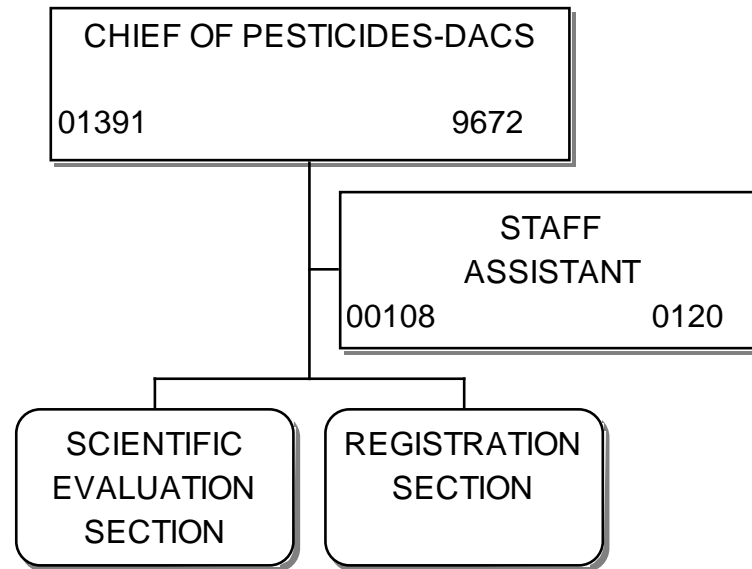 CHIEF OF PESTICIDES-DACS
01391 9672
STAFF
ASSISTANT
00108 0120
SCIENTIFIC
EVALUATION
SECTION
REGISTRATION
SECTION